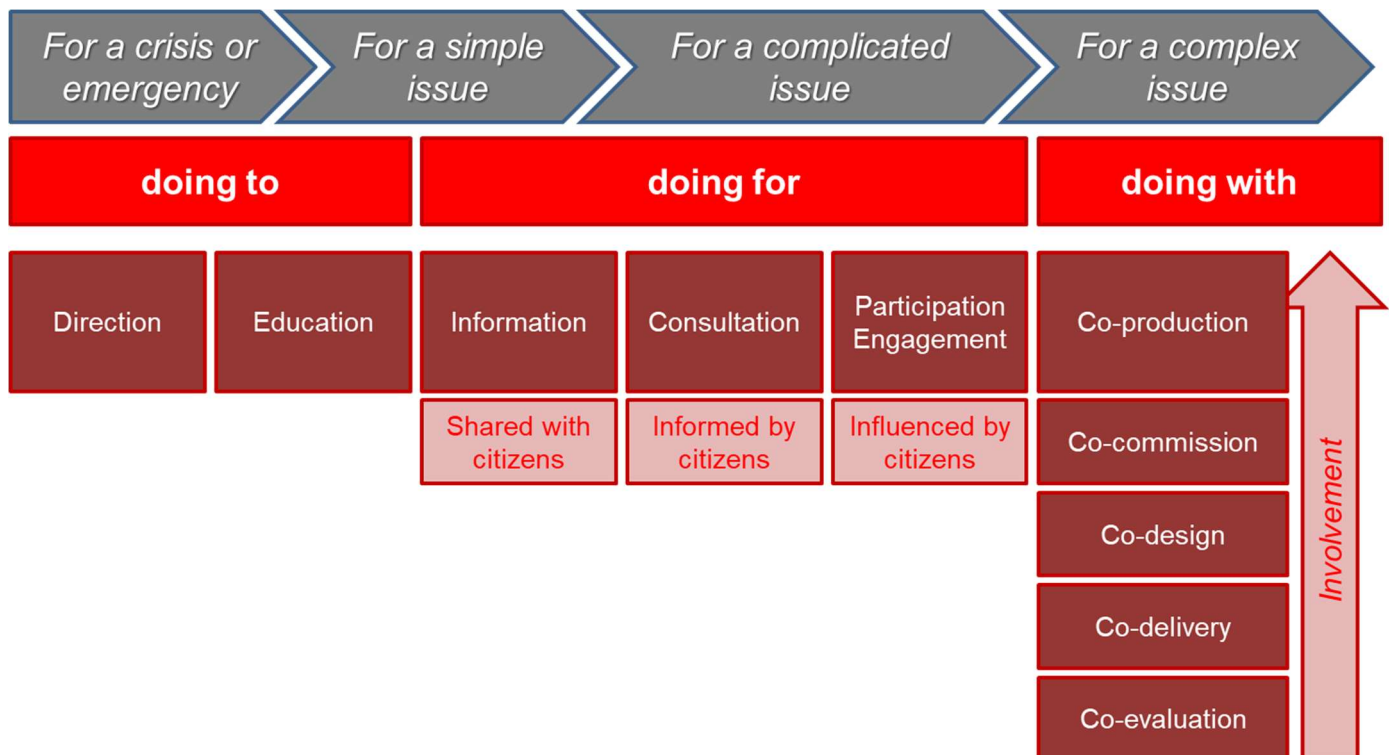 For a crisis or
emergency
For a simple
issue
For a complicated
issue
For a complex
issue
doing to
doing for
doing with
Direction
Education
Information
Consultation
Participation
Engagement
Co-production
Shared with
citizens
Informed by
citizens
Influenced by
citizens
Co-commission
Co-design
Co-delivery
Co-evaluation
Involvement